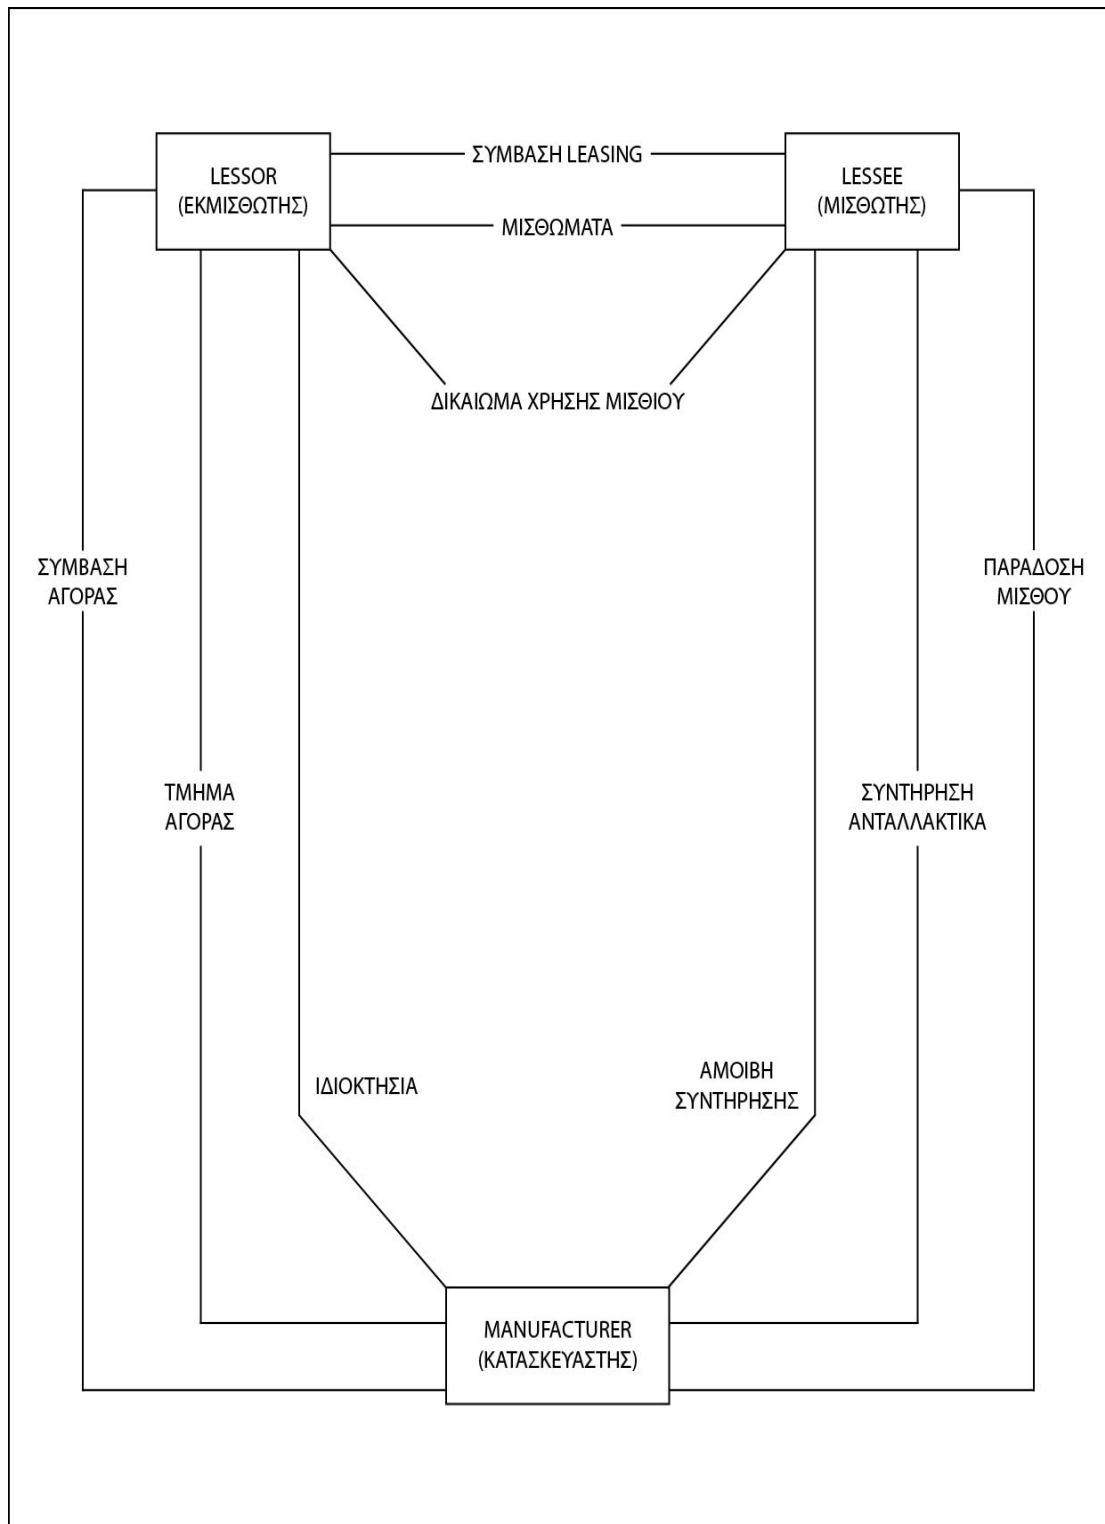 ΣΥΜΒΑΣΗ LEASING
LESSOR
(ΕΚΜΙΣΘΩΤΗΣ)
LESSEE
(ΜΙΣΘΩΤΗΣ)
ΜΙΣΘΩΜΑΤΑ
ΔΙΚΑΙΩΜΑ ΧΡΗΣΗΣ ΜΙΣΘΙΟΥ
ΣΥΜΒΑΣΗ
ΑΓΟΡΑΣ
ΠΑΡΑΔΟΣΗ
ΜΙΣΘΟΥ
ΤΜΗΜΑ
ΑΓΟΡΑΣ
ΣΥΝΤΗΡΗΣΗ
ΑΝΤΑΛΛΑΚΤΙΚΑ
ΙΔΙΟΚΤΗΣΙΑ
ΑΜΟΙΒΗ
ΣΥΝΤΗΡΗΣΗΣ
MANUFACTURER
(ΚΑΤΑΣΚΕΥΑΣΤΗΣ)